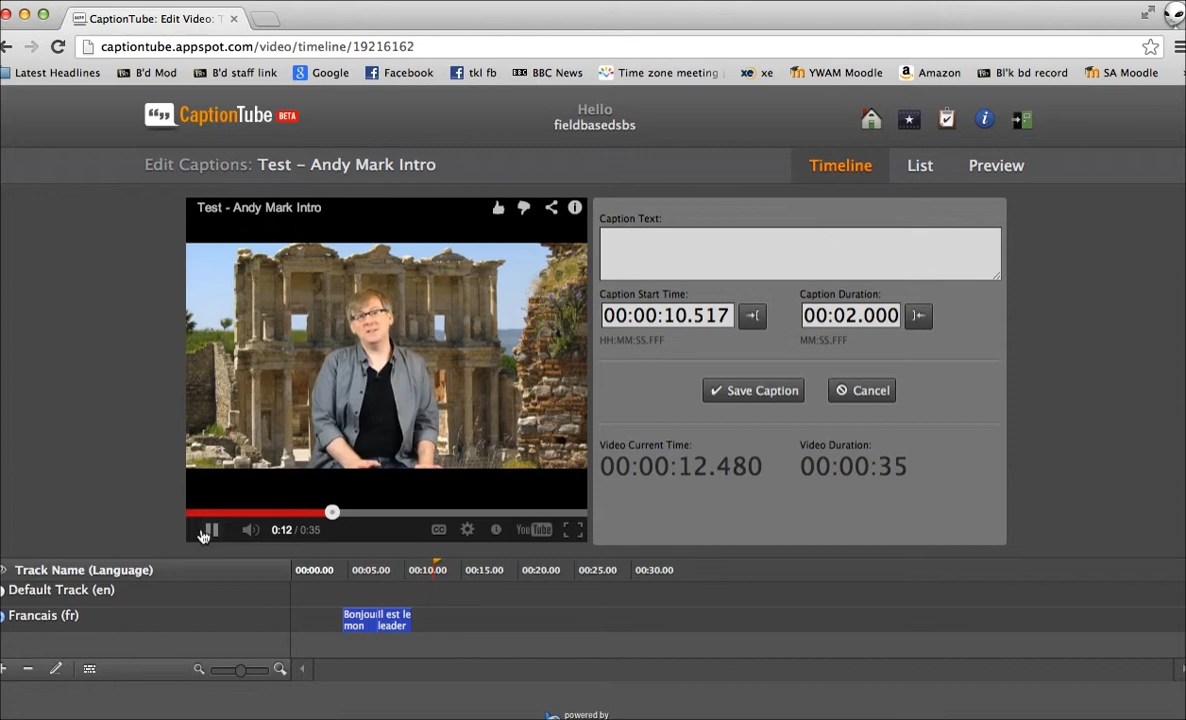 CaptionTube: Edit Video: T
captiontube.appspot.com/video/timeline/19216162
Latest Headlines B'd Mod B'd staff link Google Facebook tkl fb BBC News Time zone meeting xe YWAM Moodle Amazon Bl'k bd record SA Moodle
CaptionTube BETA
Hello
fieldbasedsbs
Edit Captions: Test – Andy Mark Intro
Timeline List Preview
Test - Andy Mark Intro
Caption Text:
Caption Start Time: Caption Duration:
00:00:10.517 00:02.000
HH:MM:SS.FFF MM:SS.FFF
Save Caption Cancel
Video Current Time: Video Duration:
00:00:12.480 00:00:35
0:12 / 0:35 CC YouTube
Track Name (Language) 00:00.00 00:05.00 00:10.00 00:15.00 00:20.00 00:25.00 00:30.00
Default Track (en)
Francais (fr)
Bonjou Il est le
mon leader
powered by